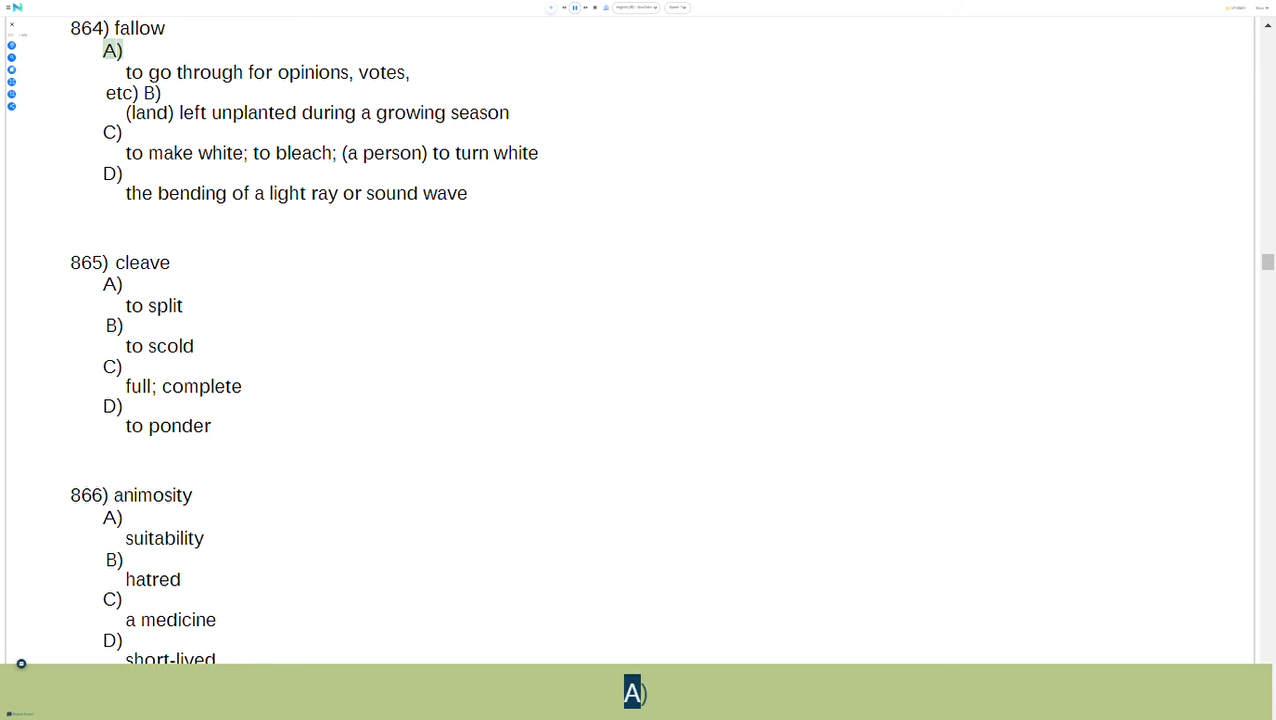 864) fallow
A)
to go through for opinions, votes,
etc) B)
(land) left unplanted during a growing season
C)
to make white; to bleach; (a person) to turn white
D)
the bending of a light ray or sound wave
865) cleave
A)
to split
B)
to scold
C)
full; complete
D)
to ponder
866) animosity
A)
suitability
B)
hatred
C)
a medicine
D)
short-lived
A)